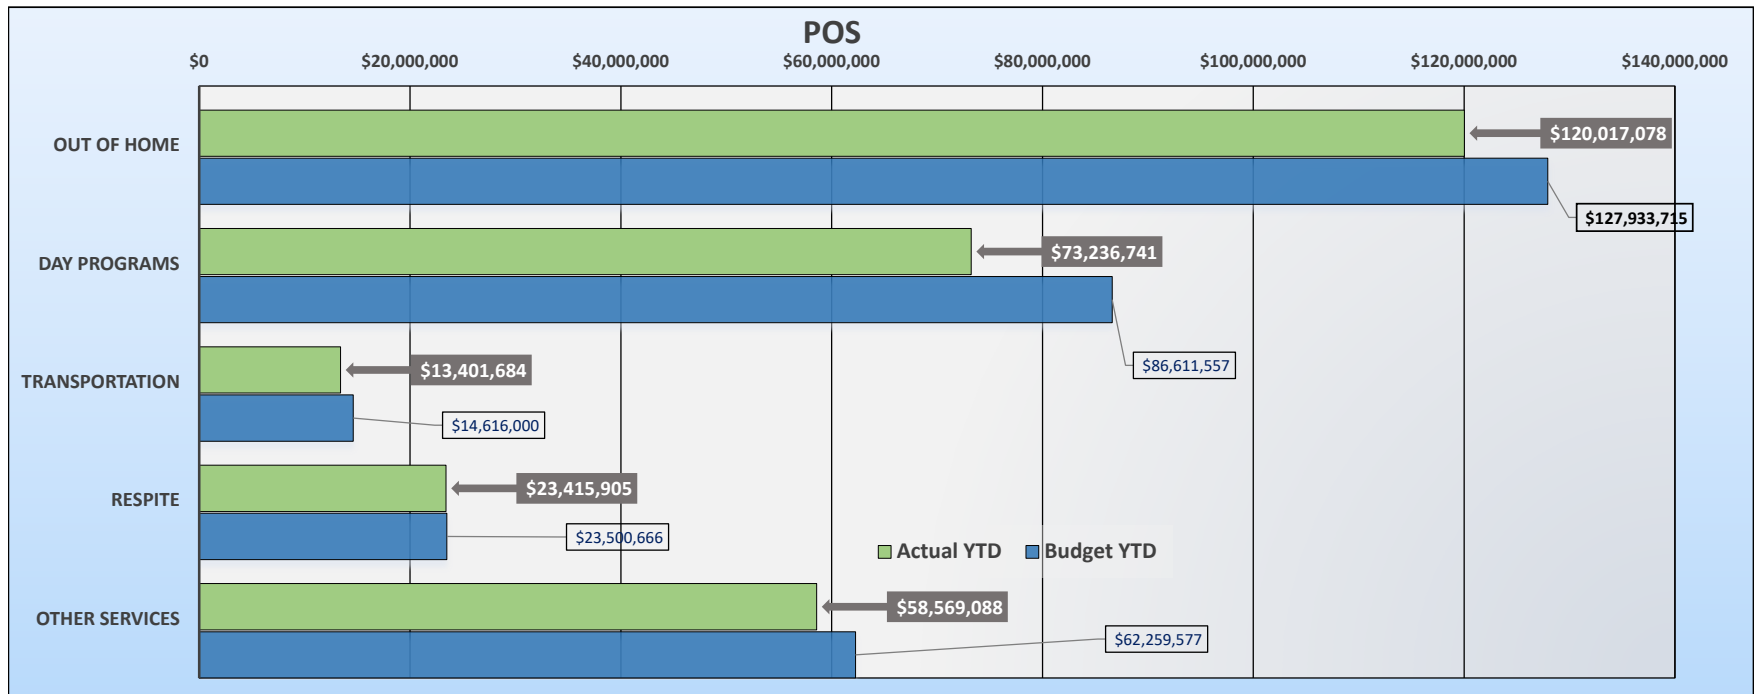 POS
$0 $20,000,000 $40,000,000 $60,000,000 $80,000,000 $100,000,000 $120,000,000 $140,000,000
OUT OF HOME
$120,017,078
$127,933,715
DAY PROGRAMS
$73,236,741
$86,611,557
TRANSPORTATION
$13,401,684
$14,616,000
RESPITE
$23,415,905
$23,500,666
Actual YTD Budget YTD
OTHER SERVICES
$58,569,088
$62,259,577